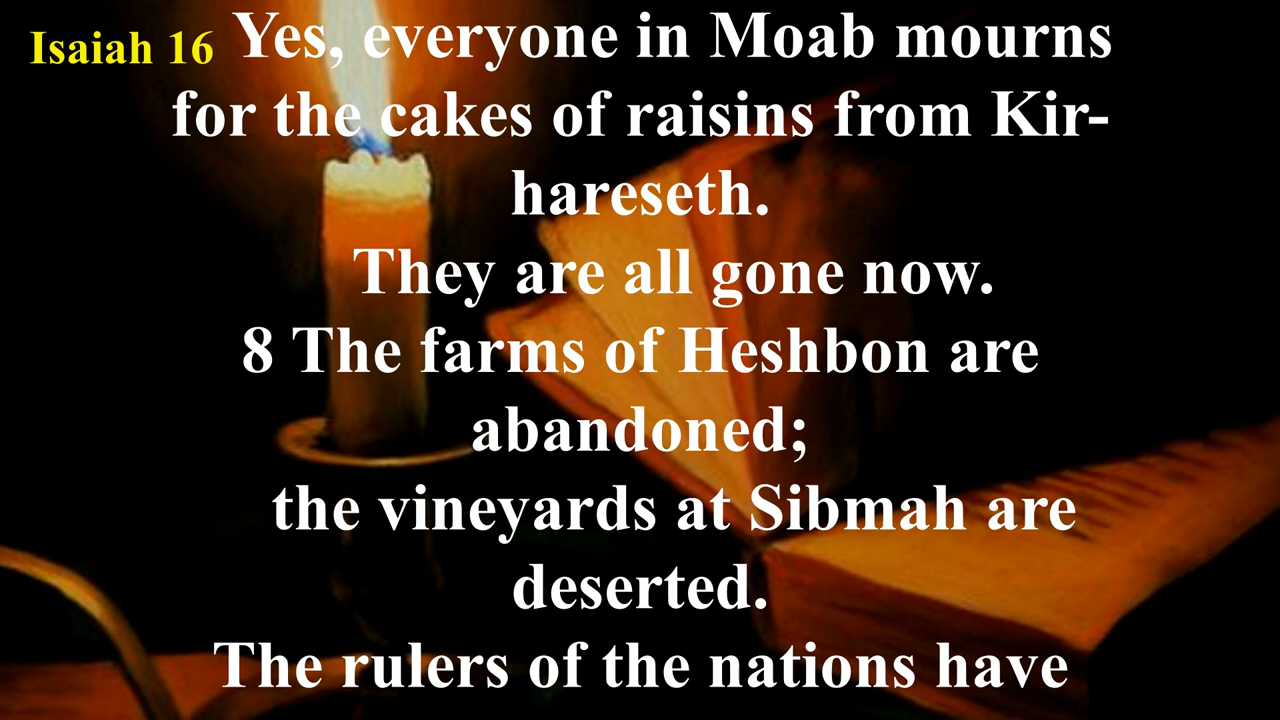 Isaiah 16
Yes, everyone in Moab mourns
for the cakes of raisins from Kir-
hareseth.
They are all gone now.
8 The farms of Heshbon are
abandoned;
the vineyards at Sibmah are
deserted.
The rulers of the nations have